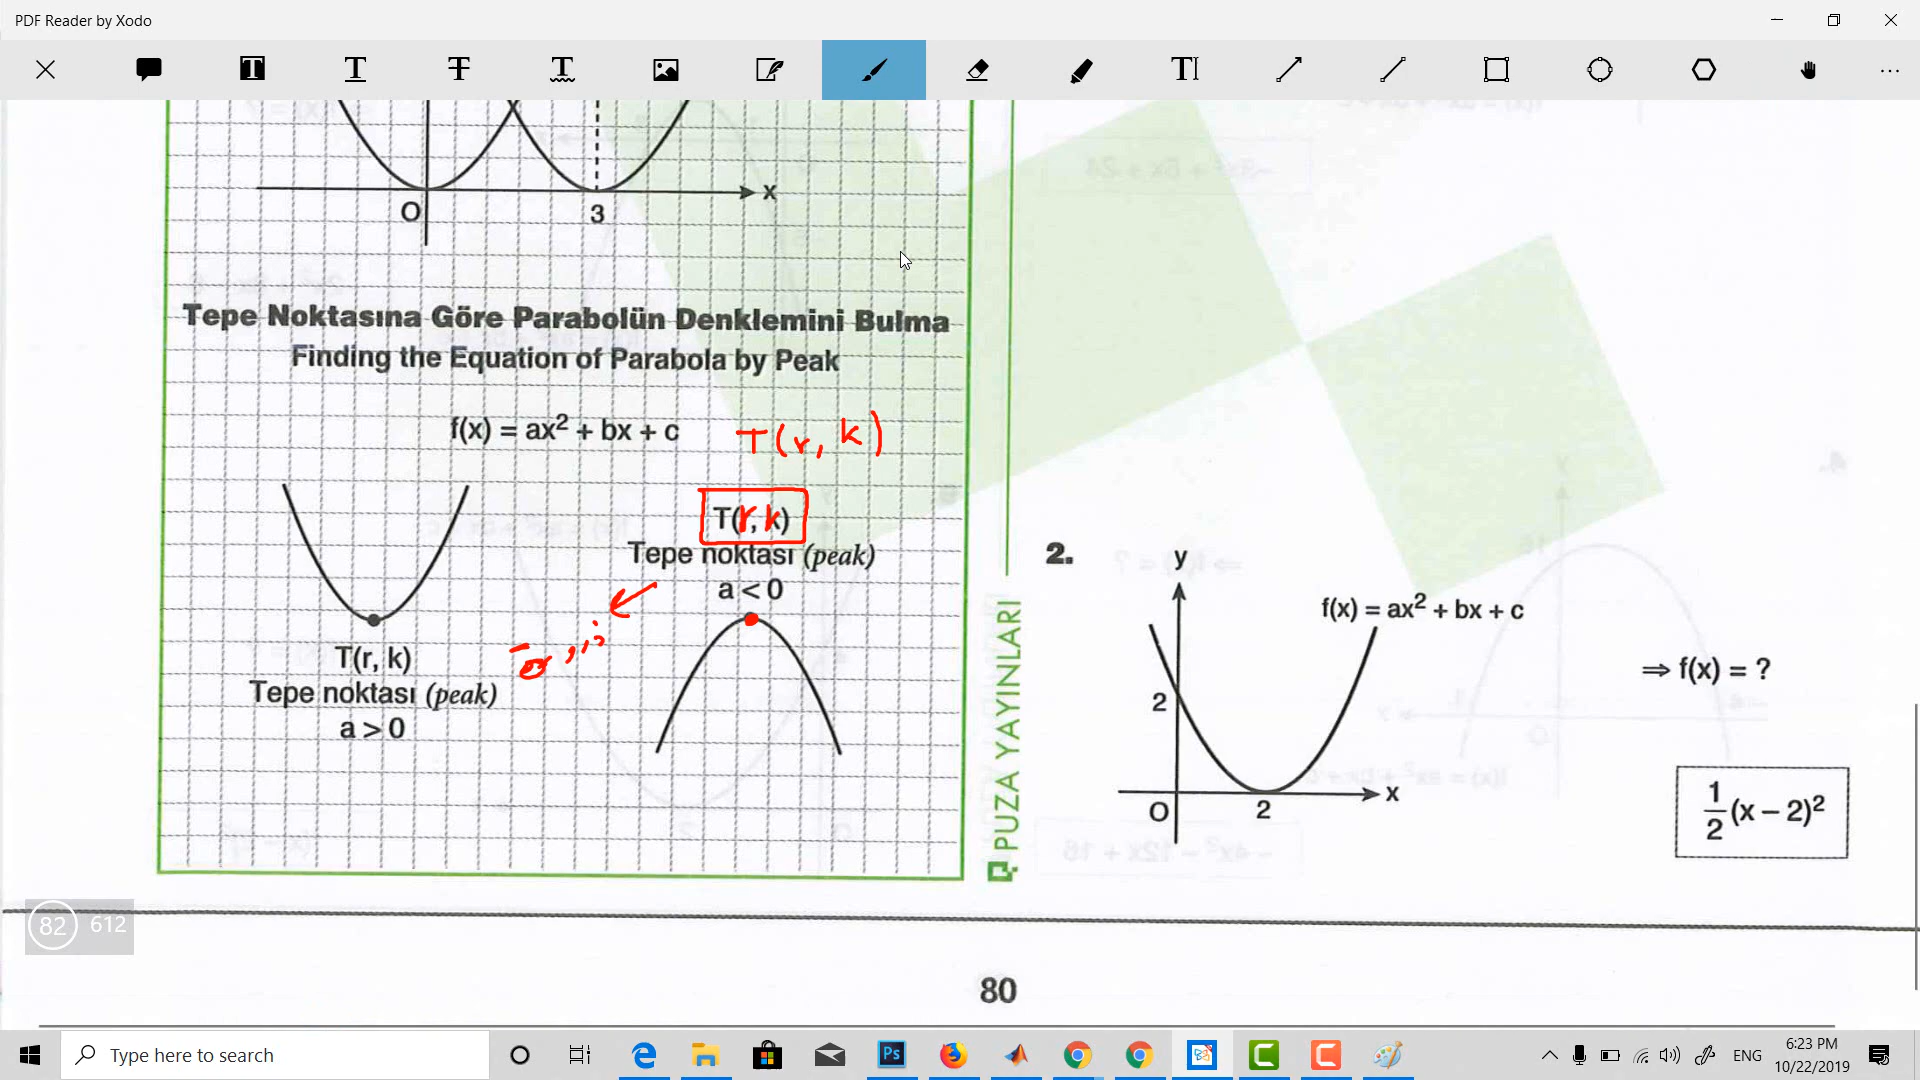 PDF Reader by Xodo
O
3
x
Tepe Noktasına Göre Parabolün Denklemini Bulma
Finding the Equation of Parabola by Peak
f(x) = ax² + bx + c
T(r, k)
T(r, k)
Tepe noktası (peak)
a < 0
T(r, k)
Tepe noktası (peak)
a > 0
PUZA YAYINLARI
2.
y
f(x) = ax² + bx + c
⇒ f(x) = ?
2
O
2
x
1/2 (x – 2)²
82 612
80
Type here to search
ENG
6:23 PM
10/22/2019